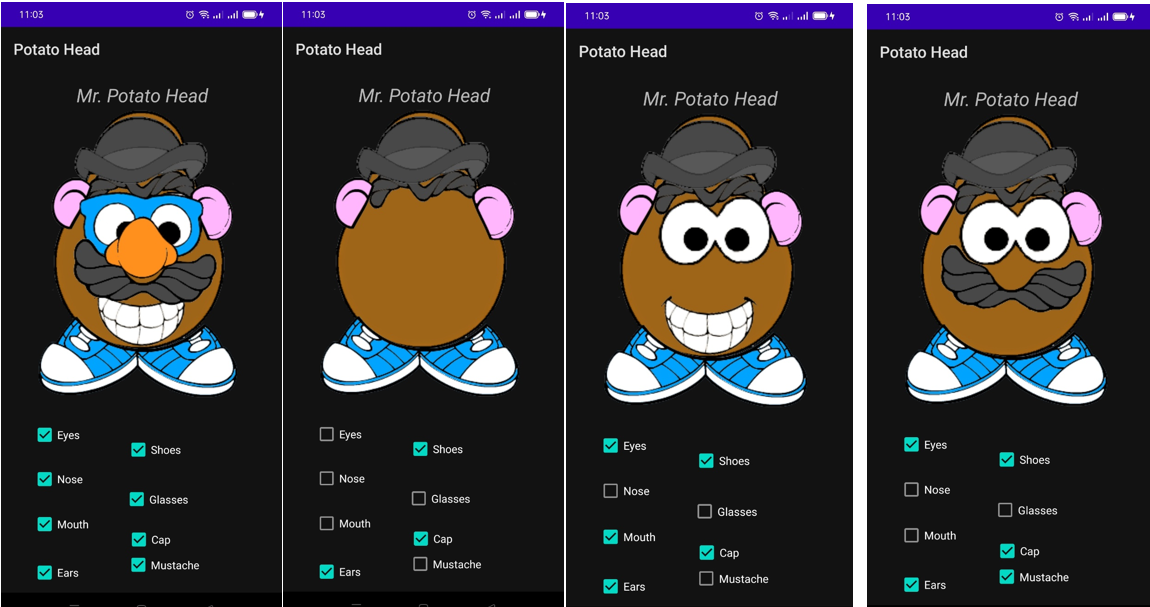 11:03
Potato Head
Mr. Potato Head
Eyes
Shoes
Nose
Glasses
Mouth
Cap
Mustache
Ears
11:03
Potato Head
Mr. Potato Head
Eyes
Shoes
Nose
Glasses
Mouth
Cap
Mustache
Ears
11:03
Potato Head
Mr. Potato Head
Eyes
Shoes
Nose
Glasses
Mouth
Cap
Mustache
Ears
11:03
Potato Head
Mr. Potato Head
Eyes
Shoes
Nose
Glasses
Mouth
Cap
Mustache
Ears